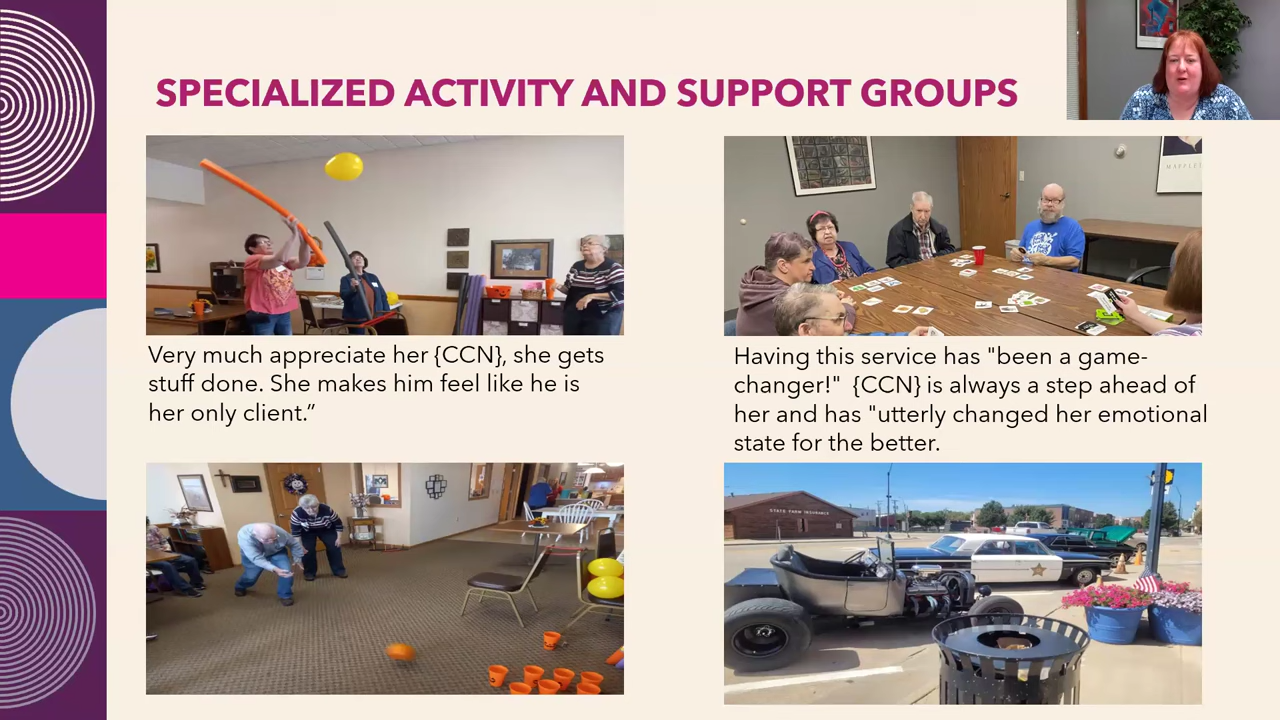 SPECIALIZED ACTIVITY AND SUPPORT GROUPS
Very much appreciate her {CCN}, she gets
stuff done. She makes him feel like he is
her only client.”
Having this service has "been a game-
changer!"  {CCN} is always a step ahead of
her and has "utterly changed her emotional
state for the better.
STATE FARM INSURANCE